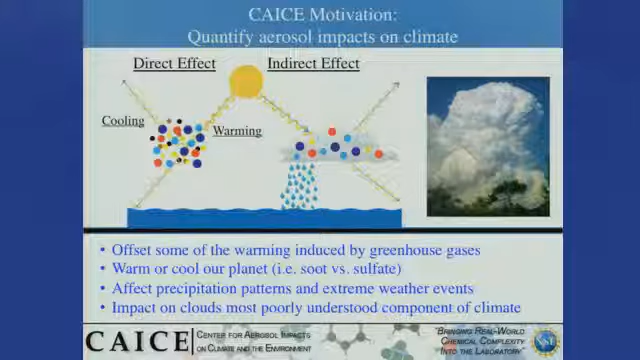 CAICE Motivation:
Quantify aerosol impacts on climate
Direct Effect
Indirect Effect
Cooling
Warming
• Offset some of the warming induced by greenhouse gases
• Warm or cool our planet (i.e. soot vs. sulfate)
• Affect precipitation patterns and extreme weather events
• Impact on clouds most poorly understood component of climate
CAICE
CENTER FOR AEROSOL IMPACTS
ON CLIMATE AND THE ENVIRONMENT
"BRINGING REAL-WORLD
CHEMICAL COMPLEXITY
INTO THE LABORATORY"
NSF